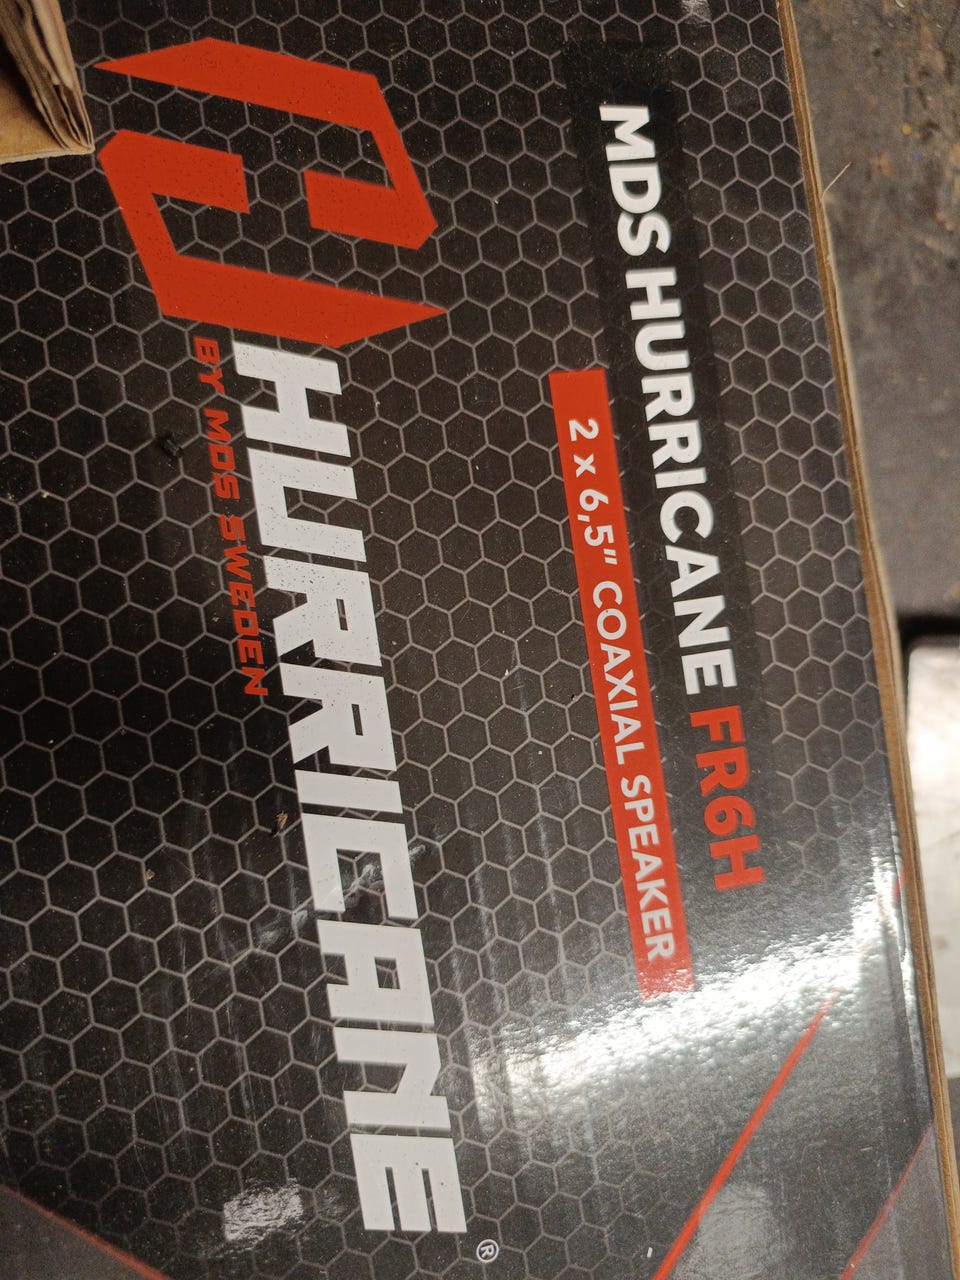 MDS HURRICANE FR6H
2 x 6,5" COAXIAL SPEAKER
HURRICANE®
BY MDS SWEDEN